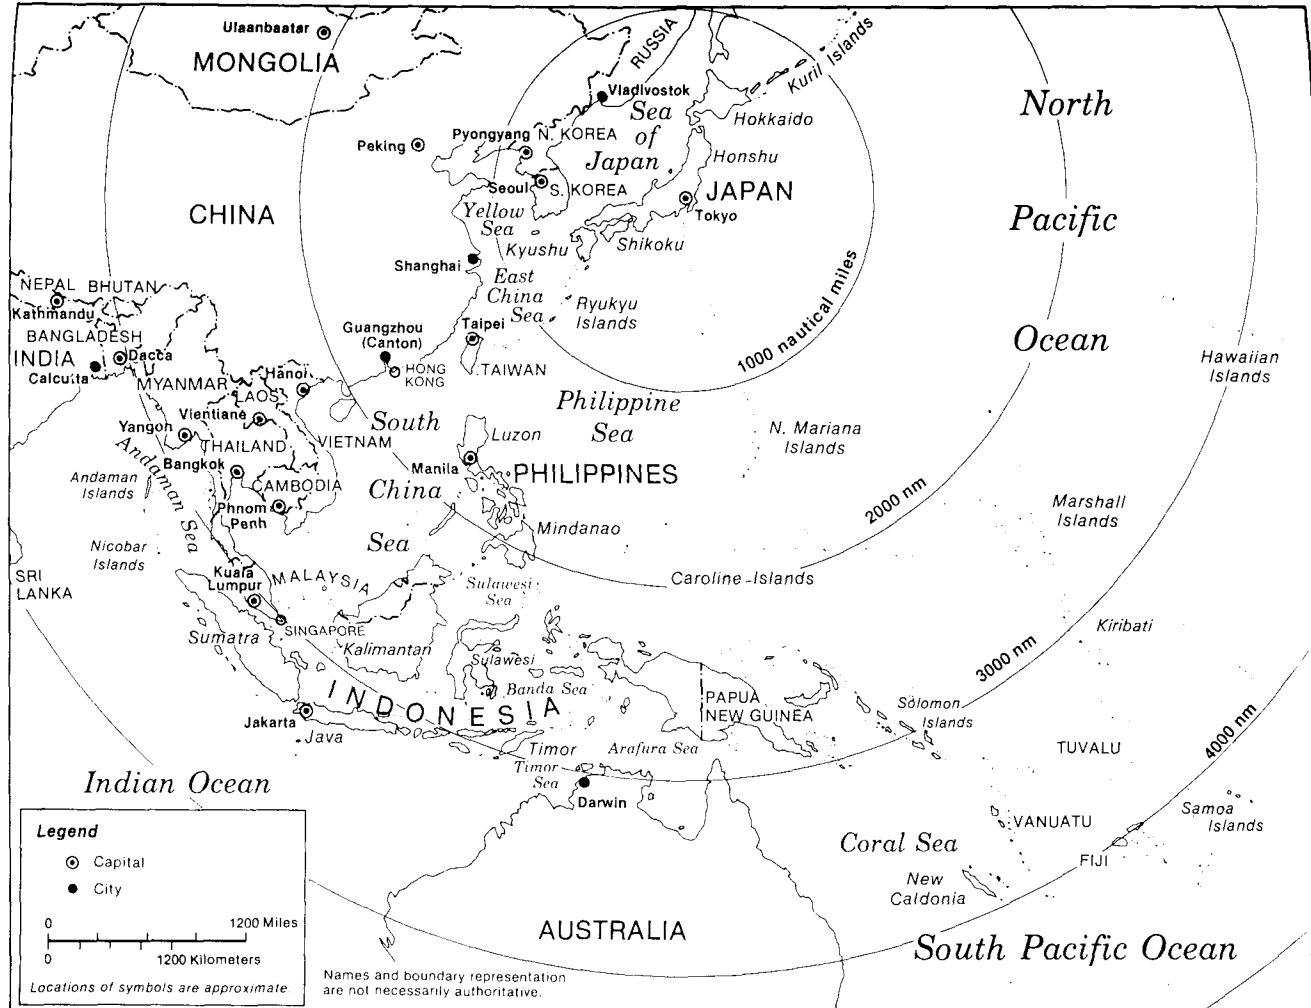 Ulaanbaatar
MONGOLIA
RUSSIA
Kuril Islands
Vladivostok
Sea
of
Japan
Hokkaido
North
Pacific
Ocean
Peking
Pyongyang
N. KOREA
Honshu
Seoul
S. KOREA
JAPAN
Tokyo
CHINA
Yellow
Sea
Kyushu
Shikoku
Shanghai
East
China
Sea
Ryukyu
Islands
1000 nautical miles
NEPAL
BHUTAN
Kathmandu
BANGLADESH
INDIA
Dacca
Calcutta
Guangzhou
(Canton)
Taipei
HONG
KONG
TAIWAN
Hawaiian
Islands
MYANMAR
Hanoi
LAOS
Vientiane
Yangon
THAILAND
VIETNAM
Bangkok
CAMBODIA
Phnom
Penh
Andaman Sea
Andaman
Islands
Nicobar
Islands
South
China
Sea
Luzon
Manila
PHILIPPINES
Philippine
Sea
N. Mariana
Islands
Mindanao
2000 nm
Marshall
Islands
SRI
LANKA
Kuala
Lumpur
MALAYSIA
Sulawesi
Sea
Caroline Islands
Kiribati
SINGAPORE
Sumatra
Kalimantan
Sulawesi
3000 nm
INDONESIA
Banda Sea
PAPUA
NEW GUINEA
Solomon
Islands
Jakarta
Java
Timor
Timor
Sea
Arafura Sea
TUVALU
4000 nm
Indian Ocean
Darwin
Samoa
Islands
VANUATU
Coral Sea
FIJI
New
Caldonia
AUSTRALIA
South Pacific Ocean
Legend
Capital
City
0 1200 Miles
0 1200 Kilometers
Locations of symbols are approximate.
Names and boundary representation
are not necessarily authoritative.